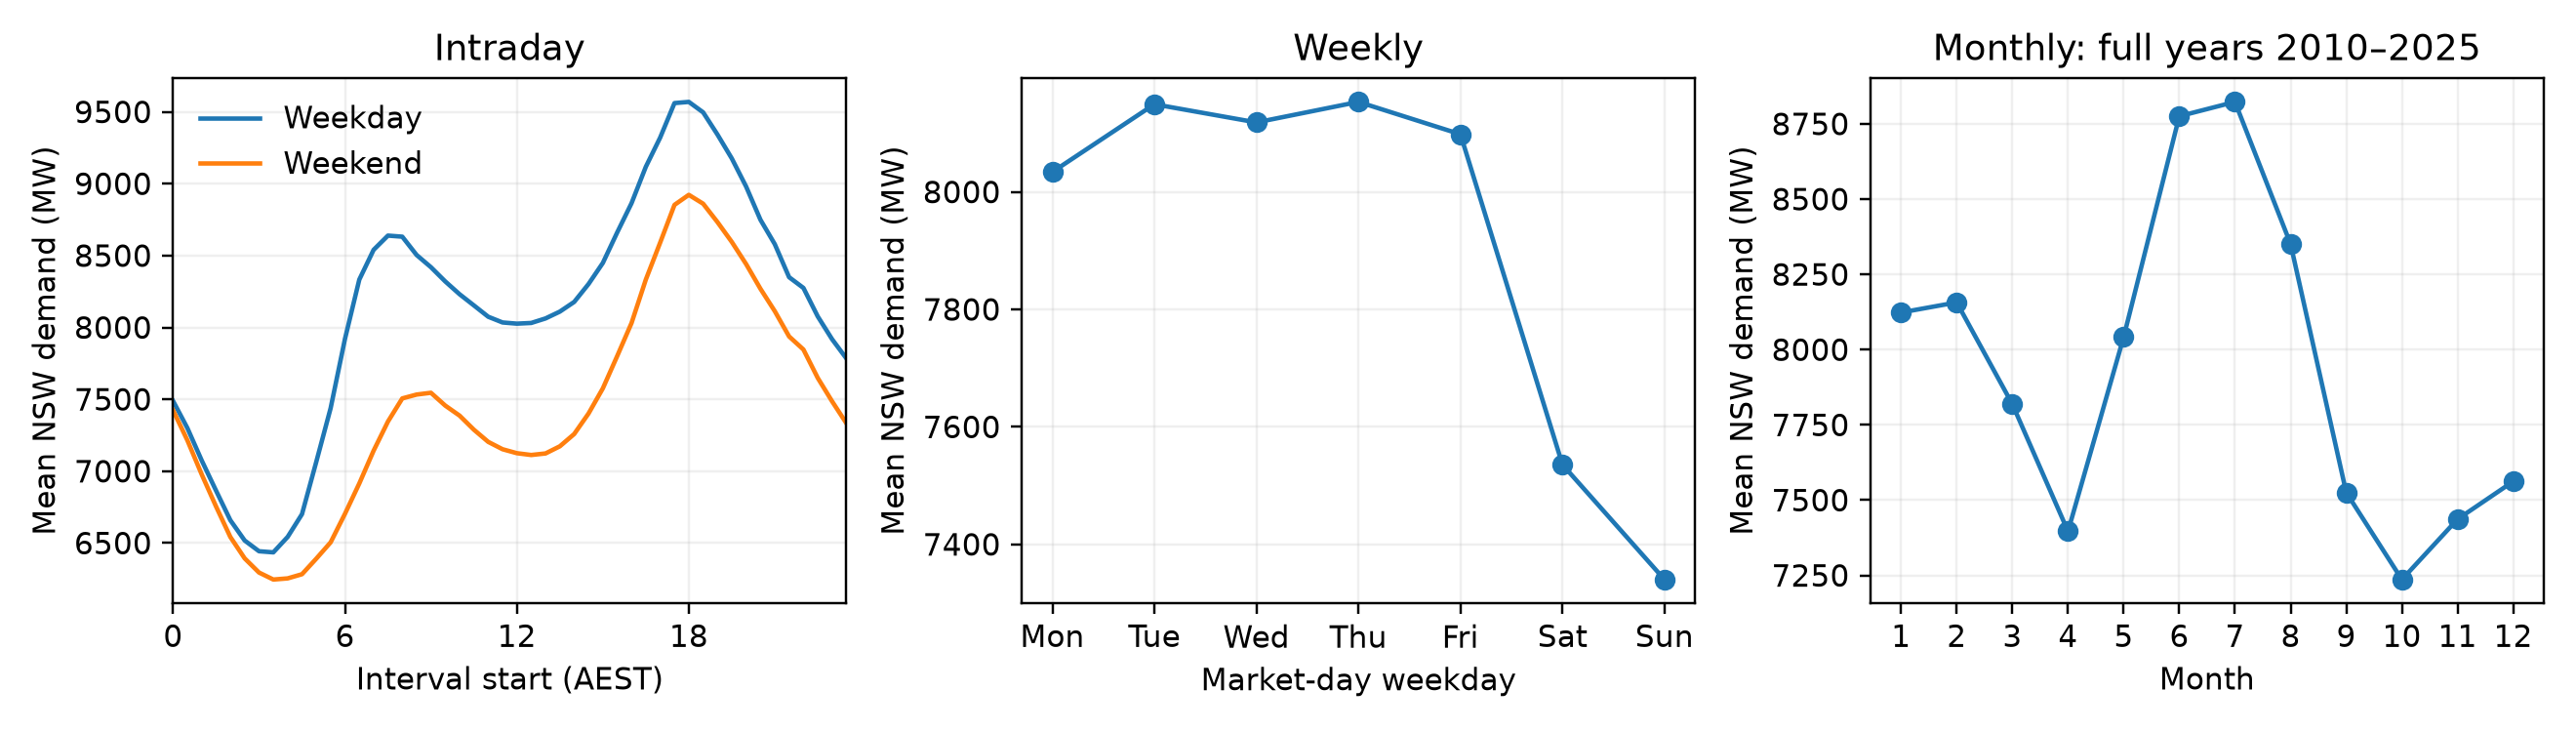 Intraday
Mean NSW demand (MW)
9500
9000
8500
8000
7500
7000
6500
Weekday
Weekend
0 6 12 18
Interval start (AEST)
Weekly
Mean NSW demand (MW)
8000
7800
7600
7400
Mon Tue Wed Thu Fri Sat Sun
Market-day weekday
Monthly: full years 2010–2025
Mean NSW demand (MW)
8750
8500
8250
8000
7750
7500
7250
1 2 3 4 5 6 7 8 9 10 11 12
Month